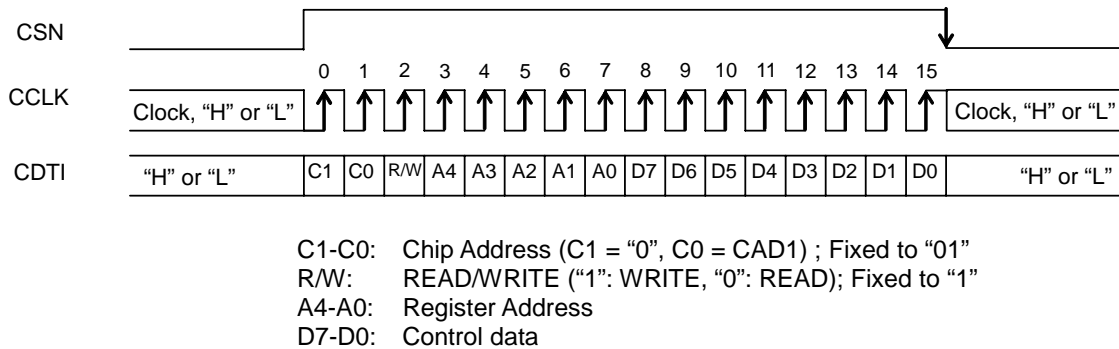 CSN
0 1 2 3 4 5 6 7 8 9 10 11 12 13 14 15
CCLK Clock, “H” or “L” Clock, “H” or “L”
CDTI “H” or “L” C1 C0 R/W A4 A3 A2 A1 A0 D7 D6 D5 D4 D3 D2 D1 D0 “H” or “L”
C1-C0: Chip Address (C1 = “0”, C0 = CAD1) ; Fixed to “01”
R/W: READ/WRITE (“1”: WRITE, “0”: READ); Fixed to “1”
A4-A0: Register Address
D7-D0: Control data